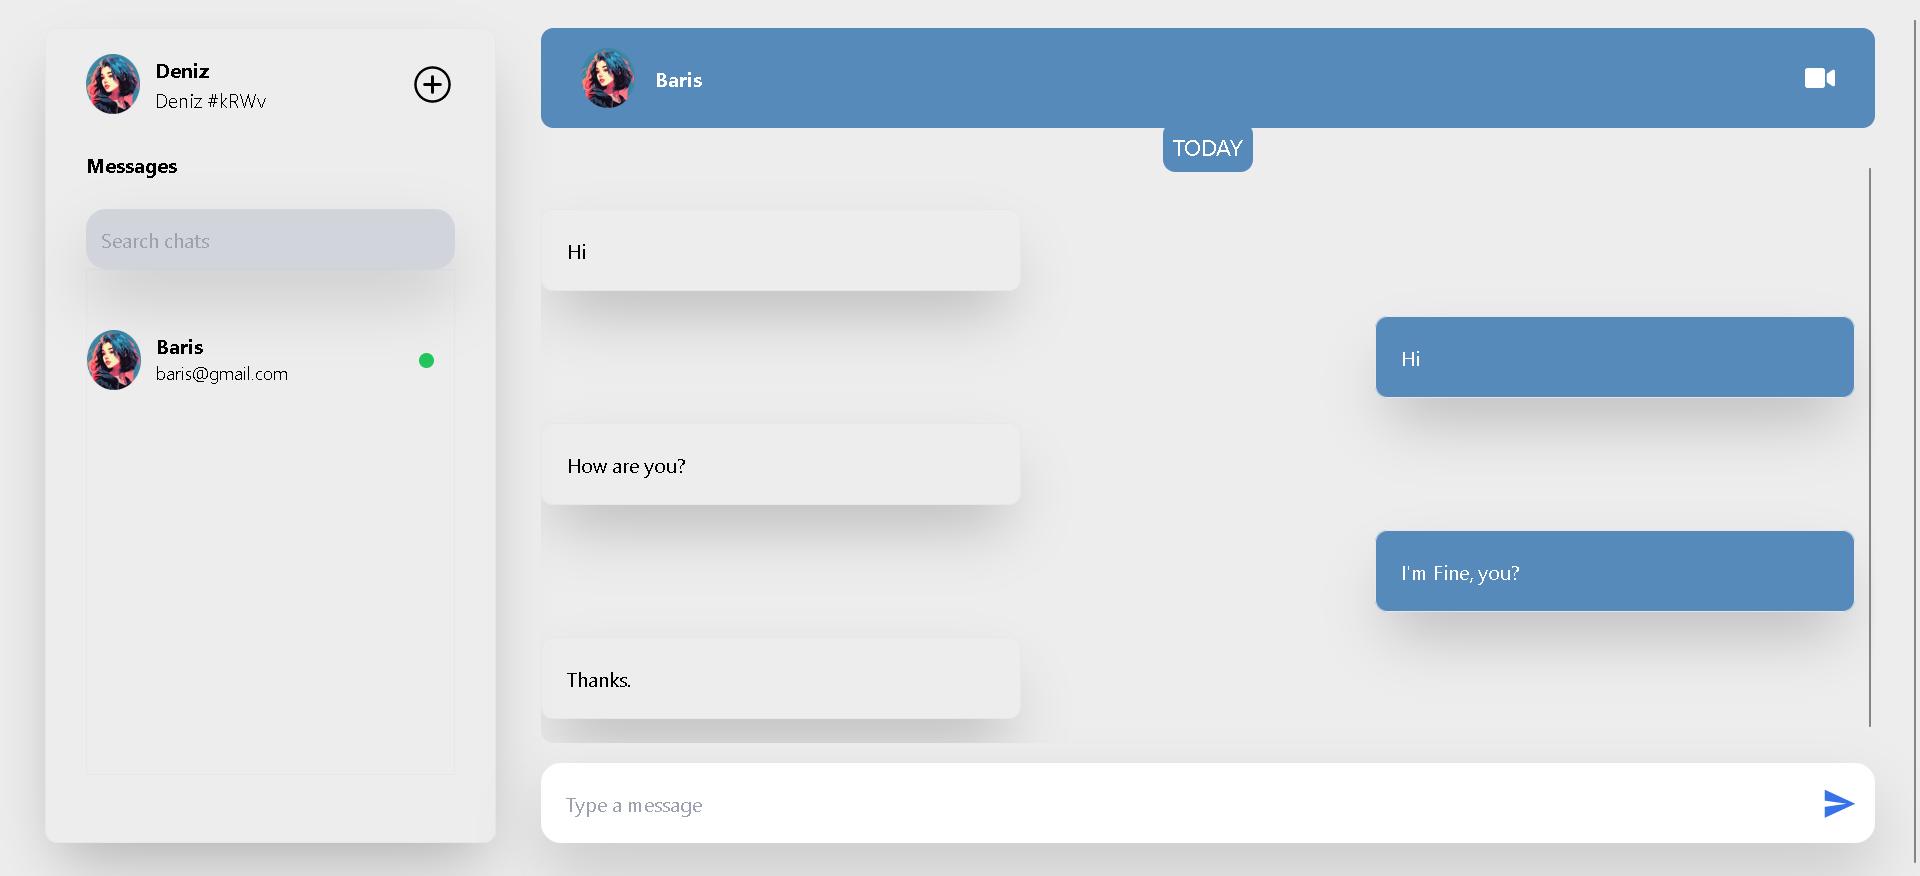 Deniz
Deniz #kRWv
Messages
Search chats
Baris
baris@gmail.com
Baris
TODAY
Hi
Hi
How are you?
I'm Fine, you?
Thanks.
Type a message